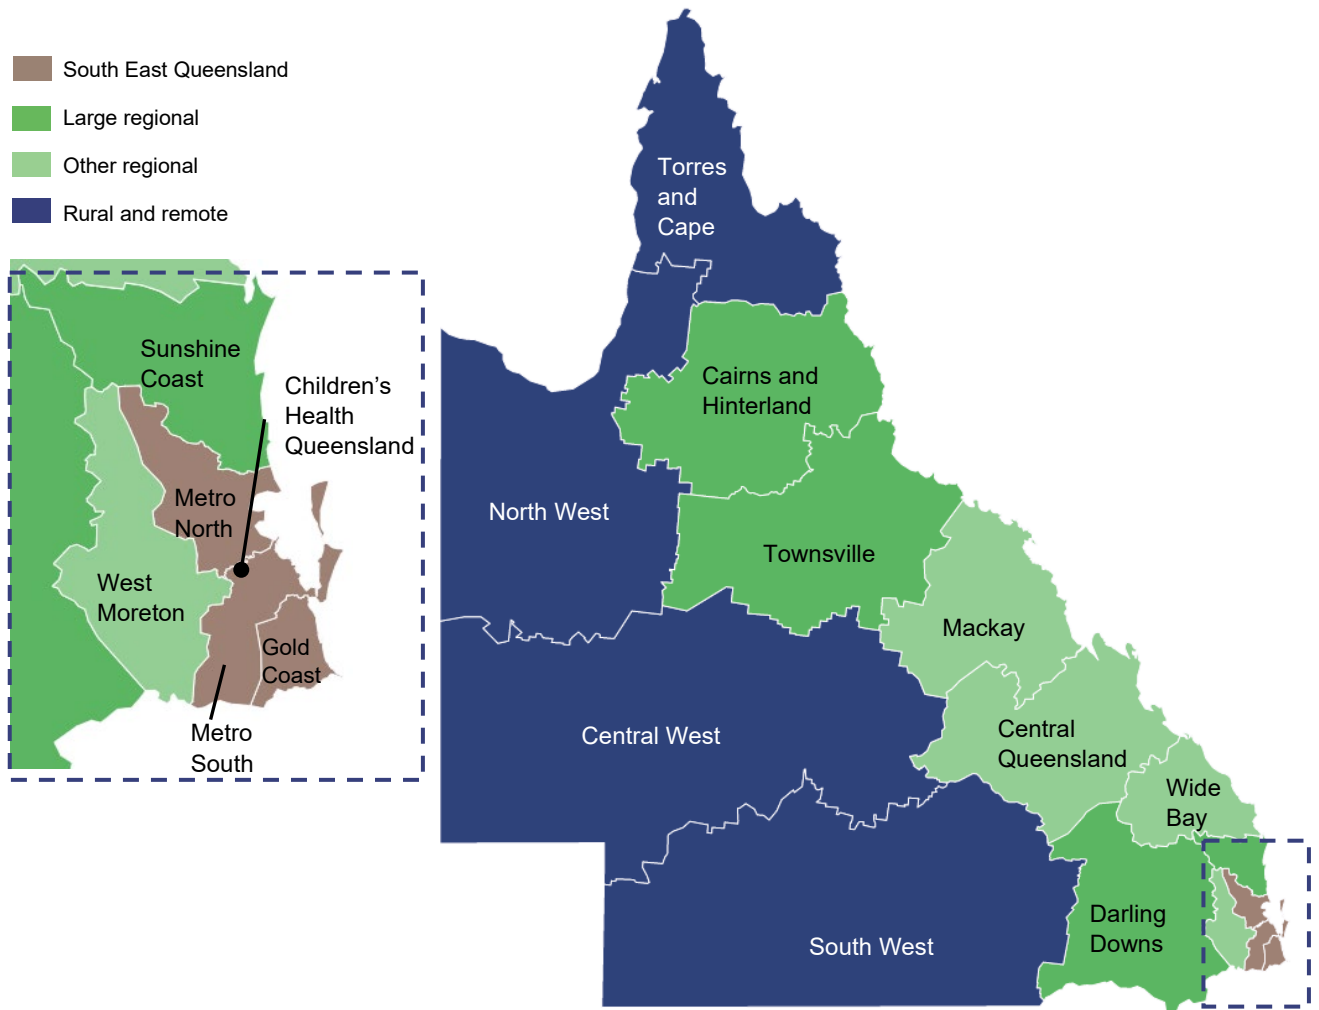 South East Queensland
Large regional
Other regional
Rural and remote
Torres
and
Cape
Sunshine
Coast
Children’s
Health
Queensland
Cairns and
Hinterland
Metro
North
North West
Townsville
West
Moreton
Gold
Coast
Mackay
Metro
South
Central West
Central
Queensland
Wide
Bay
Darling
Downs
South West